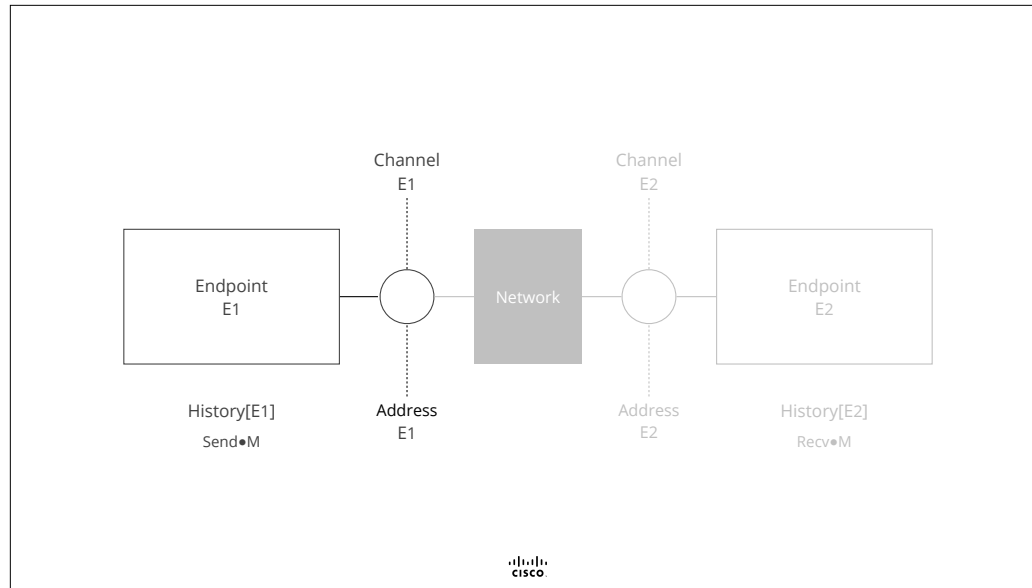 Channel
E1
Channel
E2
Endpoint
E1
Network
Endpoint
E2
History[E1]
Send●M
Address
E1
Address
E2
History[E2]
Recv●M
CISCO.